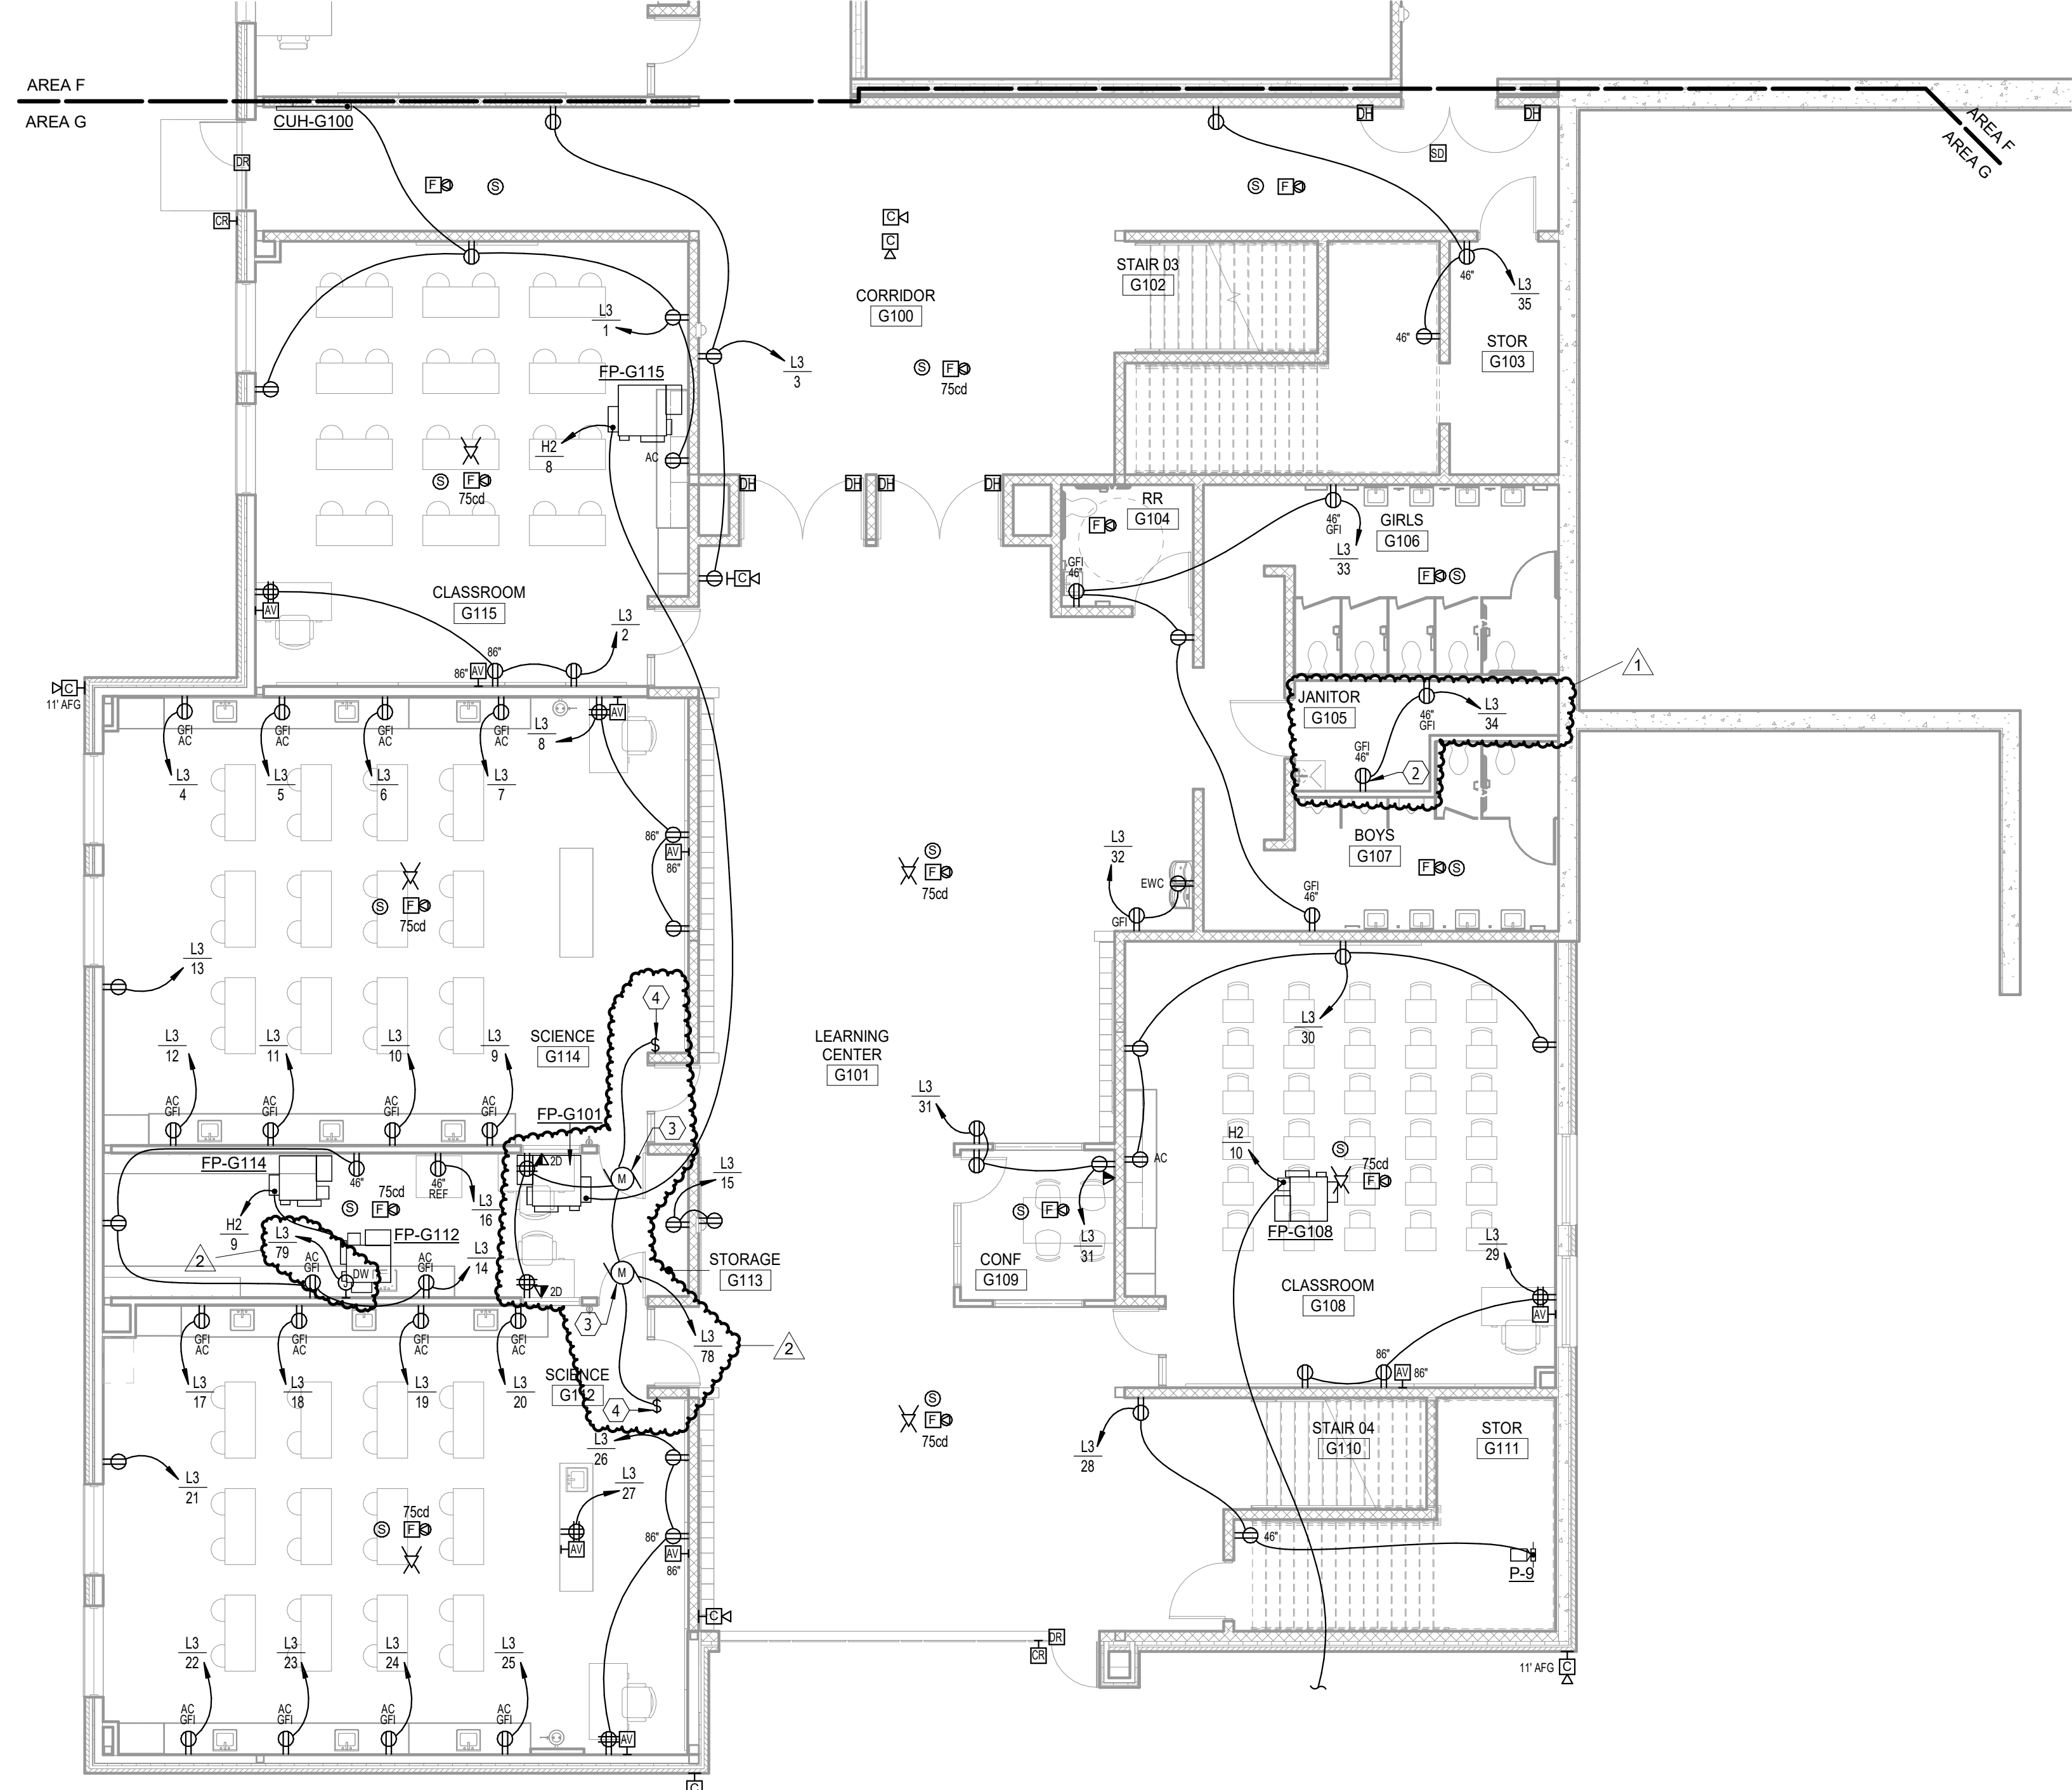 AREA F
AREA G
CUH-G100
DH
DH
SD
AREA F
AREA G
DR
F
S
S
F
CR
C
C
STAIR 03
G102
CORRIDOR
G100
46"
L3
35
L3
1
46"
STOR
G103
L3
3
FP-G115
S
F
75cd
H2
8
AC
S
F
75cd
DH
DH
DH
DH
RR
G104
F
46"
GFI
GIRLS
G106
L3
33
GFI
46"
C
F
S
CLASSROOM
G115
AV
L3
2
86"
86"
AV
C
11' AFG
1
JANITOR
G105
46"
GFI
L3
34
GFI
46"
2
GFI
AC
GFI
AC
GFI
AC
GFI
AC
L3
8
AV
L3
4
L3
5
L3
6
L3
7
86"
AV
86"
BOYS
G107
F
S
L3
32
EWC
GFI
GFI
46"
S
F
75cd
S
F
75cd
L3
13
4
L3
12
L3
11
L3
10
L3
9
SCIENCE
G114
LEARNING
CENTER
G101
L3
30
AC
GFI
AC
GFI
AC
GFI
AC
GFI
FP-G101
3
L3
31
H2
10
S
75cd
F
AC
FP-G114
46"
46"
REF
2D
M
L3
15
S
75cd
F
L3
16
H2
9
L3
79
FP-G112
2
AC
GFI
DW
J
AC
GFI
L3
14
2D
M
STORAGE
G113
S
F
L3
31
CONF
G109
FP-G108
L3
29
CLASSROOM
G108
AV
GFI
AC
GFI
AC
GFI
AC
GFI
AC
3
L3
78
2
L3
17
L3
18
L3
19
L3
20
SCIENCE
G112
4
$
86"
AV
86"
S
F
75cd
L3
26
L3
27
L3
28
STAIR 04
G110
STOR
G111
L3
21
75cd
S
F
AV
86"
AV
86"
46"
P-9
C
L3
22
L3
23
L3
24
L3
25
DR
CR
11' AFG
C
AC
GFI
AC
GFI
AC
GFI
AC
GFI
AV
C